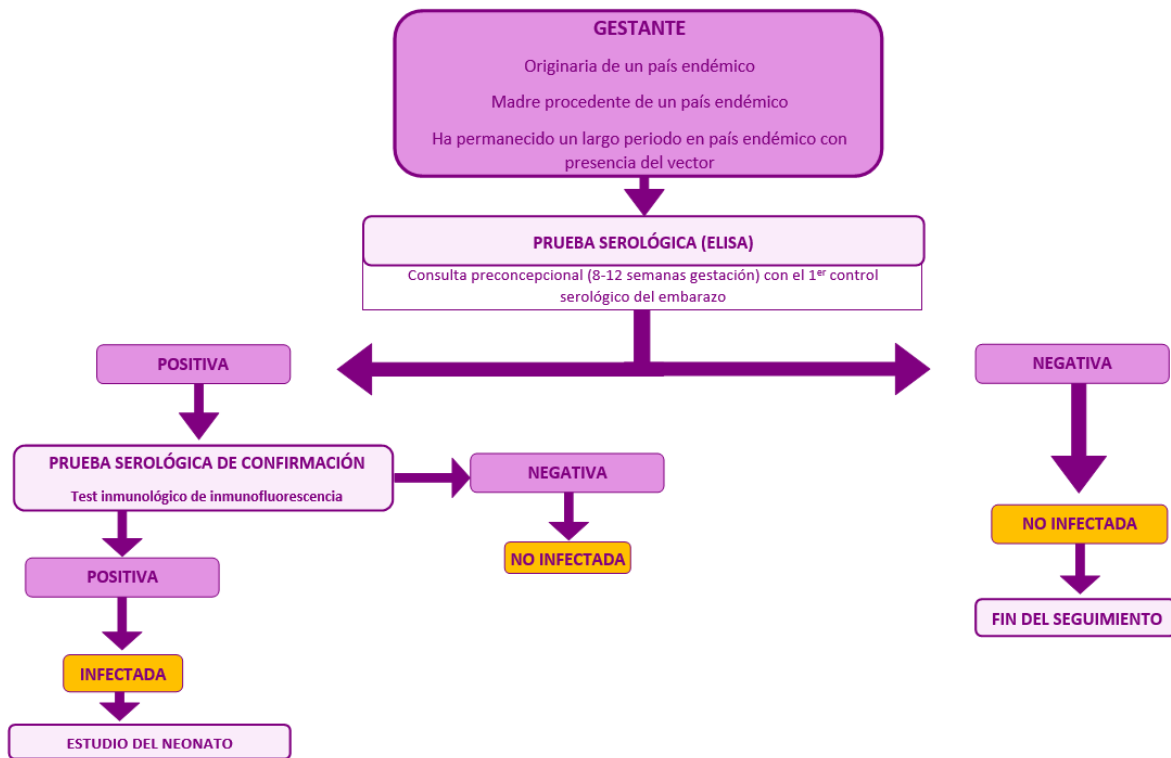 GESTANTE
Originaria de un país endémico
Madre procedente de un país endémico
Ha permanecido un largo periodo en país endémico con
presencia del vector
PRUEBA SEROLÓGICA (ELISA)
Consulta preconcepcional (8-12 semanas gestación) con el 1er control
serológico del embarazo
POSITIVA
NEGATIVA
PRUEBA SEROLÓGICA DE CONFIRMACIÓN
Test inmunológico de inmunofluorescencia
NEGATIVA
NO INFECTADA
NO INFECTADA
POSITIVA
FIN DEL SEGUIMIENTO
INFECTADA
ESTUDIO DEL NEONATO